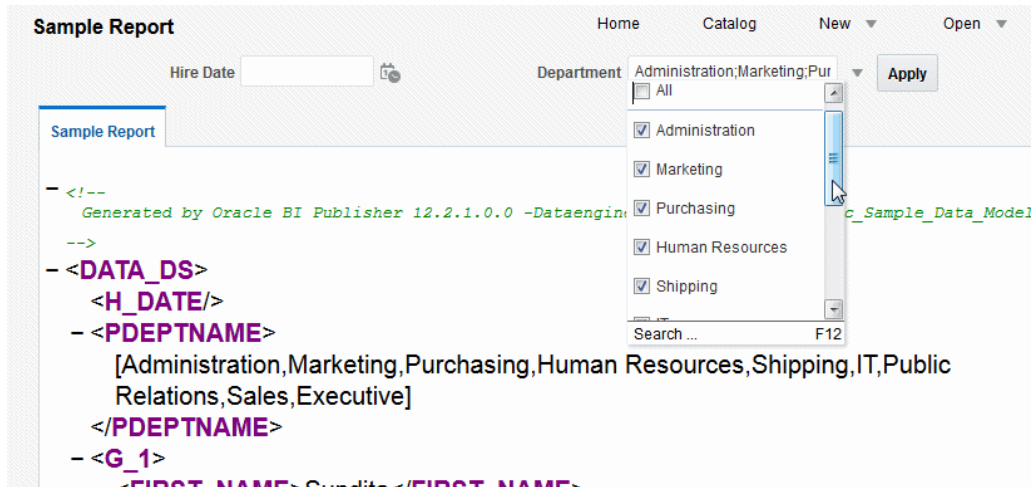 Sample Report
Home Catalog New Open
Hire Date Department Administration;Marketing;Pur Apply
All
Sample Report
Administration
Marketing
Purchasing
Human Resources
Shipping
Search ... F12
<!--
Generated by Oracle BI Publisher 12.2.1.0.0 -Dataengin c_Sample_Data_Model
-->
- <DATA_DS>
<H_DATE/>
- <PDEPTNAME>
[Administration,Marketing,Purchasing,Human Resources,Shipping,IT,Public
Relations,Sales,Executive]
</PDEPTNAME>
- <G_1>